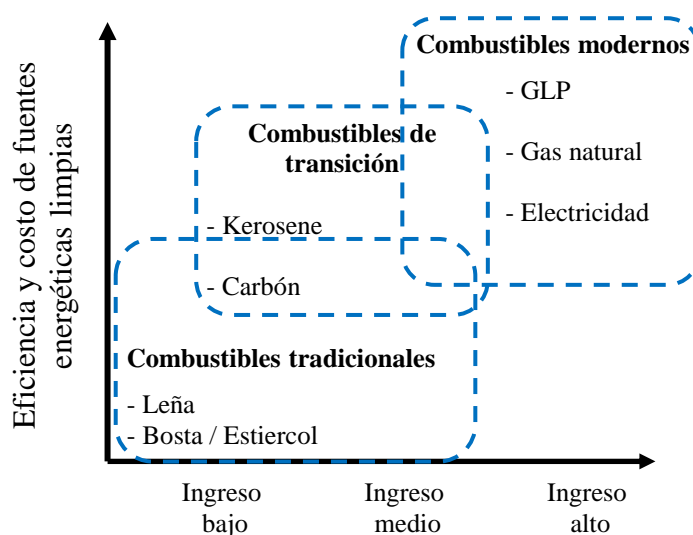 Eficiencia y costo de fuentes
energéticas limpias
Combustibles modernos
- GLP
- Gas natural
- Electricidad
Combustibles de
transición
- Kerosene
- Carbón
Combustibles tradicionales
- Leña
- Bosta / Estiercol
Ingreso
bajo
Ingreso
medio
Ingreso
alto